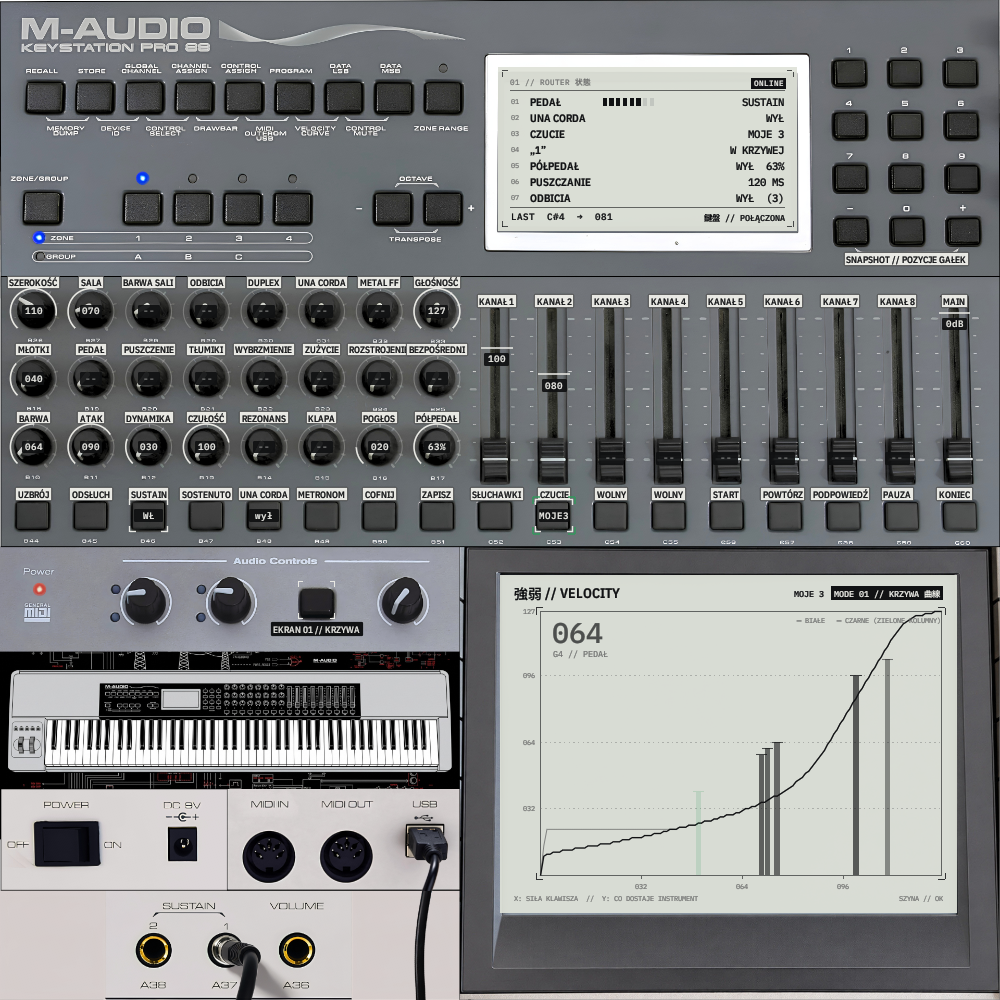 M-AUDIO
KEYSTATION PRO 88
RECALL
STORE
GLOBAL CHANNEL
CHANNEL ASSIGN
CONTROL ASSIGN
PROGRAM
DATA LSB
DATA MSB
MEMORY DUMP
DEVICE ID
CONTROL SELECT
DRAWBAR
MIDI OUT FROM USB
VELOCITY CURVE
CONTROL MUTE
ZONE RANGE
ZONE/GROUP
OCTAVE
- +
TRANSPOSE
ZONE 1 2 3 4
GROUP A B C
01 // ROUTER 状態 ONLINE
01 PEDAŁ SUSTAIN
02 UNA CORDA WYŁ
03 CZUCIE MOJE 3
04 „1" W KRZYWEJ
05 PÓŁPEDAŁ WYŁ 63%
06 PUSZCZANIE 120 MS
07 ODBICIA WYŁ (3)
LAST C#4 → 081 鍵盤 // POŁĄCZONA
1 2 3
4 5 6
7 8 9
- 0 +
SNAPSHOT // POZYCJE GAŁEK
SZEROKOŚĆ SALA BARWA SALI ODBICIA DUPLEX UNA CORDA METAL FF GŁOŚNOŚĆ
110 070 127
MŁOTKI PEDAŁ PUSZCZENIE TŁUMIKI WYBRZMIENIE ZUŻYCIE ROZSTROJENI BEZPOŚREDNI
040
BARWA ATAK DYNAMIKA CZUŁOŚĆ REZONANS KLAPA POGŁOS PÓŁPEDAŁ
064 090 030 100 020 63%
B10 B11 B12 B13 B14 B16 B17
KANAŁ 1 KANAŁ 2 KANAŁ 3 KANAŁ 4 KANAŁ 5 KANAŁ 6 KANAŁ 7 KANAŁ 8 MAIN
0dB
100
080
UZBRÓJ ODSŁUCH SUSTAIN SOSTENUTO UNA CORDA METRONOM COFNIJ ZAPISZ SŁUCHAWKI CZUCIE WOLNY WOLNY START POWTÓRZ PODPOWIEDŹ PAUZA KONIEC
WŁ wył MOJE3
Power
GENERAL MIDI
Audio Controls
EKRAN 01 // KRZYWA
M-AUDIO
M-AUDIO
POWER
OFF ON
DC 9V
MIDI IN
MIDI OUT
USB
SUSTAIN
2 1
VOLUME
A38 A37 A36
強弱 // VELOCITY MOJE 3 MODE 01 // KRZYWA 曲線
127
064
G4 // PEDAŁ
— BIAŁE — CZARNE (ZIELONE KOLUMNY)
096
064
032
032 064 096
X: SIŁA KLAWISZA // Y: CO DOSTAJE INSTRUMENT SZYNA // OK